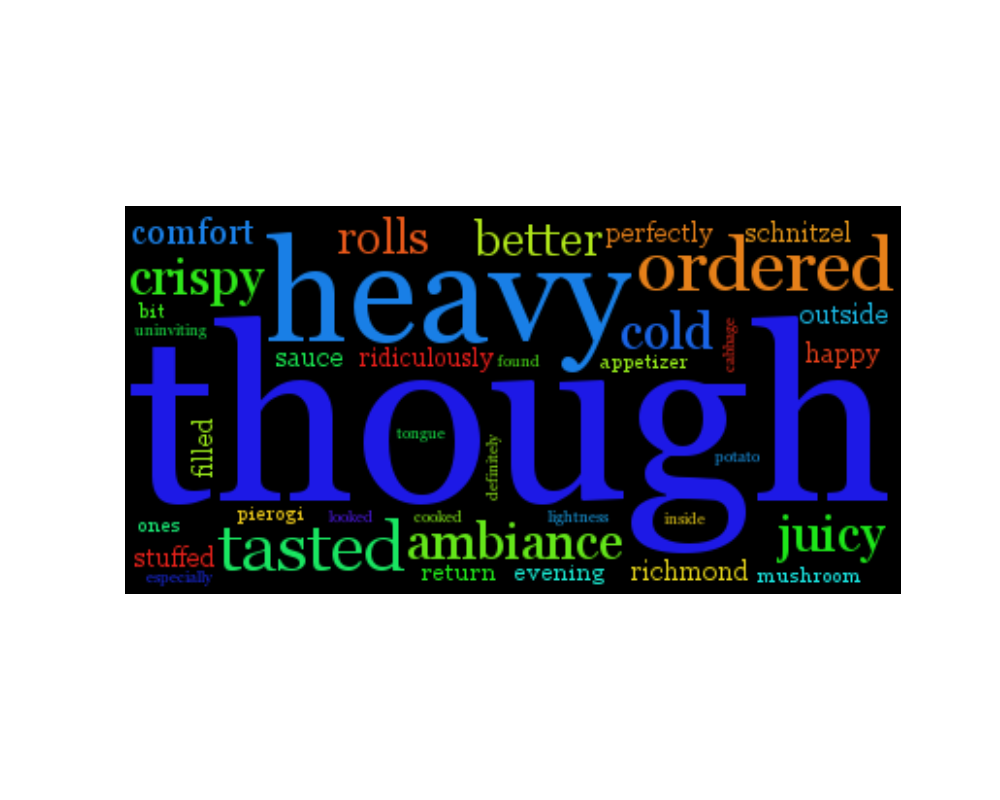 comfort rolls better perfectly schnitzel
crispy heavy ordered
bit cold outside
uninviting
sauce ridiculously found appetizer cabbage happy
though
filled tongue definitely potato
ones pierogi looked cooked lightness inside
stuffed tasted ambiance juicy
especially return evening richmond mushroom